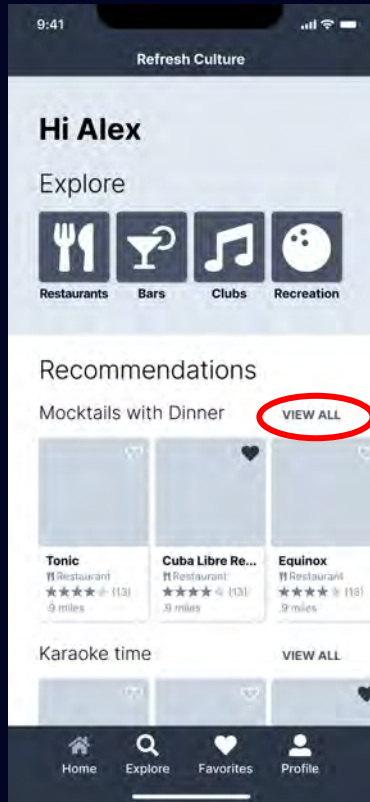 9:41
Refresh Culture
Hi Alex
Explore
Restaurants Bars Clubs Recreation
Recommendations
Mocktails with Dinner VIEW ALL
Tonic Cuba Libre Re... Equinox
Restaurant Restaurant Restaurant
(13) (13) (18)
.9 miles .9 miles .9 miles
Karaoke time VIEW ALL
Home Explore Favorites Profile